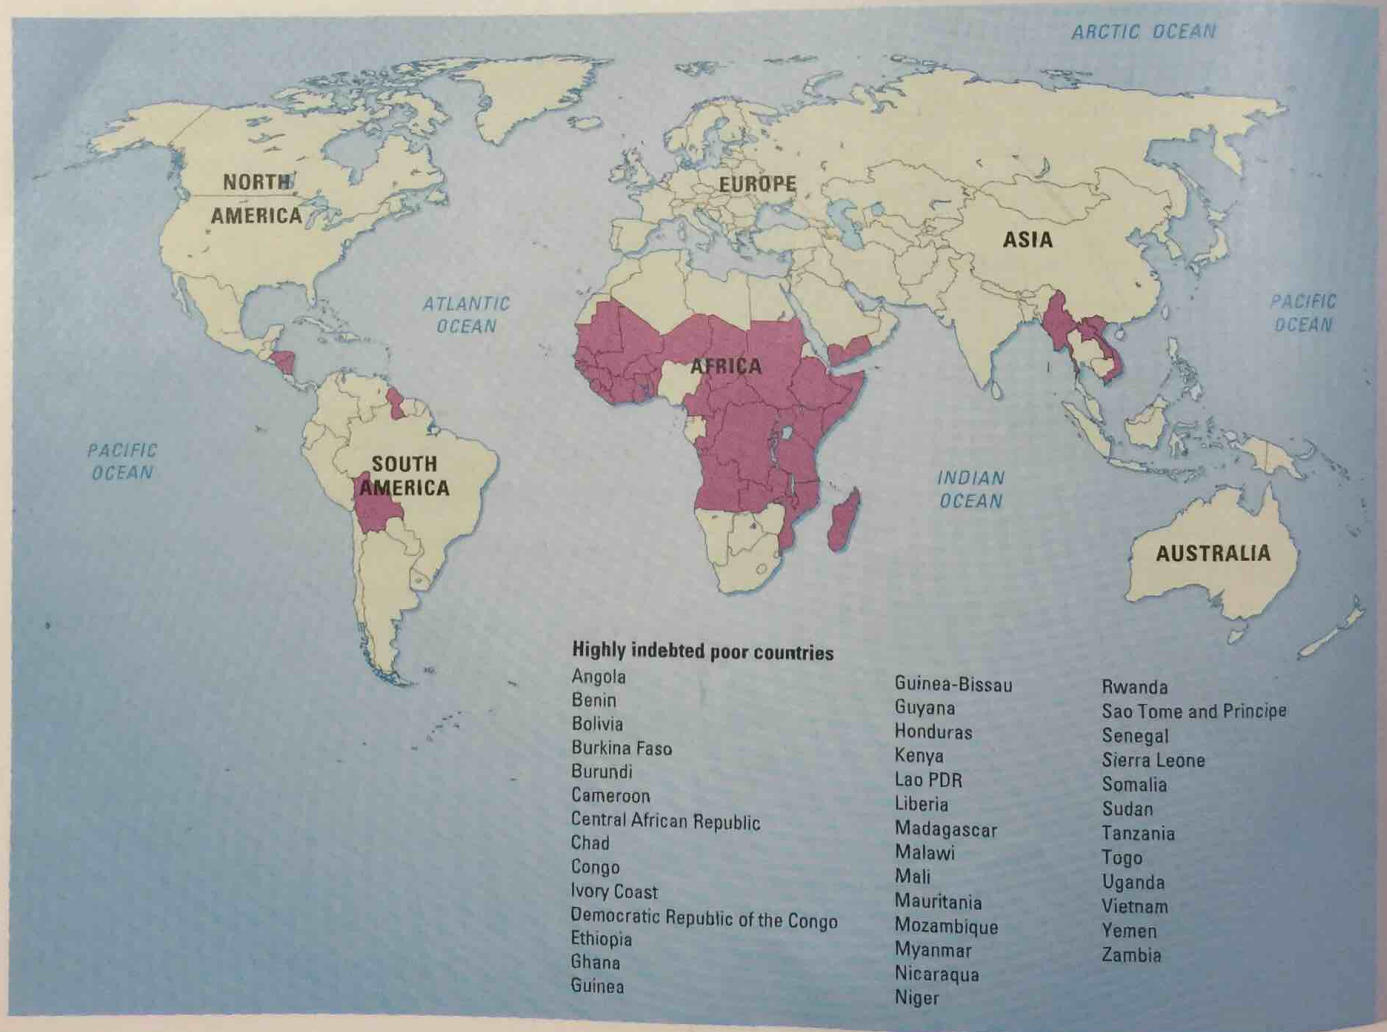 ARCTIC OCEAN
NORTH
AMERICA
EUROPE
ASIA
ATLANTIC
OCEAN
PACIFIC
OCEAN
AFRICA
PACIFIC
OCEAN
SOUTH
AMERICA
INDIAN
OCEAN
AUSTRALIA
Highly indebted poor countries
Angola
Benin
Bolivia
Burkina Faso
Burundi
Cameroon
Central African Republic
Chad
Congo
Ivory Coast
Democratic Republic of the Congo
Ethiopia
Ghana
Guinea
Guinea-Bissau
Guyana
Honduras
Kenya
Lao PDR
Liberia
Madagascar
Malawi
Mali
Mauritania
Mozambique
Myanmar
Nicaraqua
Niger
Rwanda
Sao Tome and Principe
Senegal
Sierra Leone
Somalia
Sudan
Tanzania
Togo
Uganda
Vietnam
Yemen
Zambia